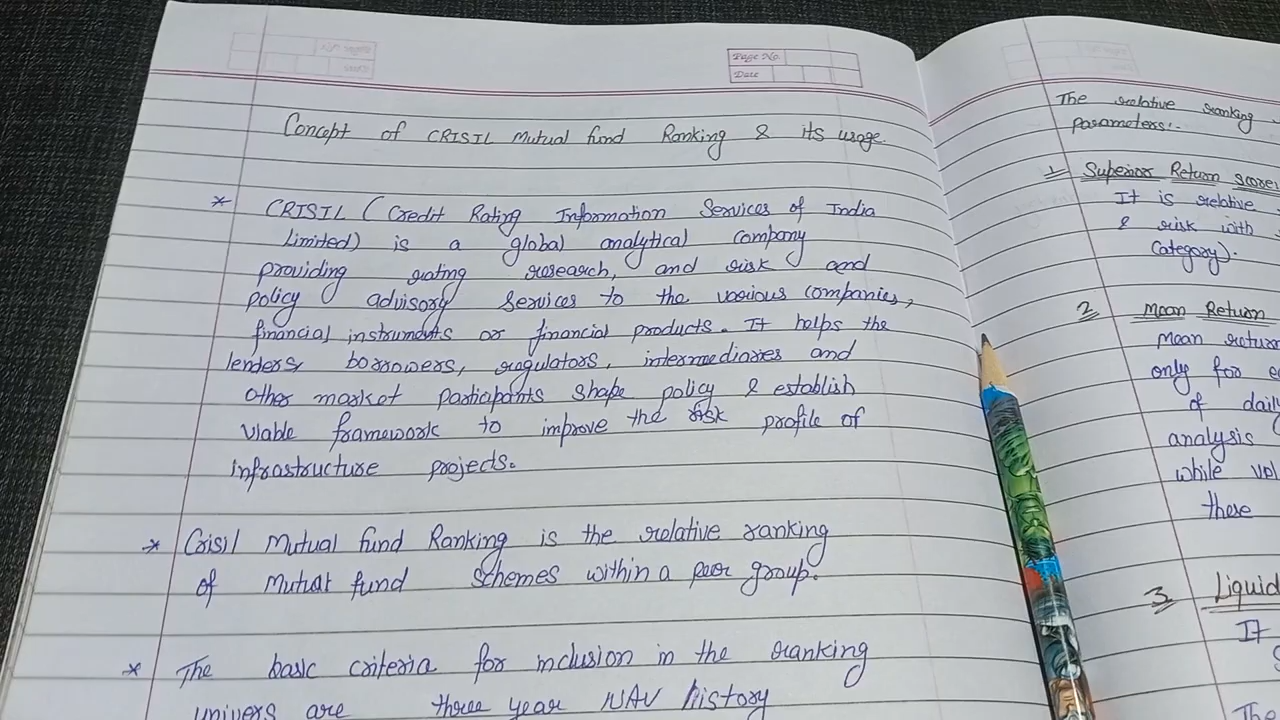 Page No.
Date
Concept of CRISIL Mutual fund Ranking & its usage
* CRISIL (Credit Rating Information Services of India
Limited) is a global analytical company
providing rating research, and risk and
policy advisory services to the various companies,
financial instruments or financial products. It helps the
lenders, borrowers, regulators, intermediaries and
other market participants shape policy & establish
viable framework to improve the risk profile of
infrastructure projects.
* Crisil Mutual fund Ranking is the relative ranking
of Mutual fund schemes within a peer group.
* The basic criteria for inclusion in the ranking
univers are three year NAV history
The relative ranking
parameters:-
1 Superior Return score
It is relative
& risk with
Category).
2 Mean Return
Mean return
only for
of daily
analysis
while vol
these
3 Liquid
It
The